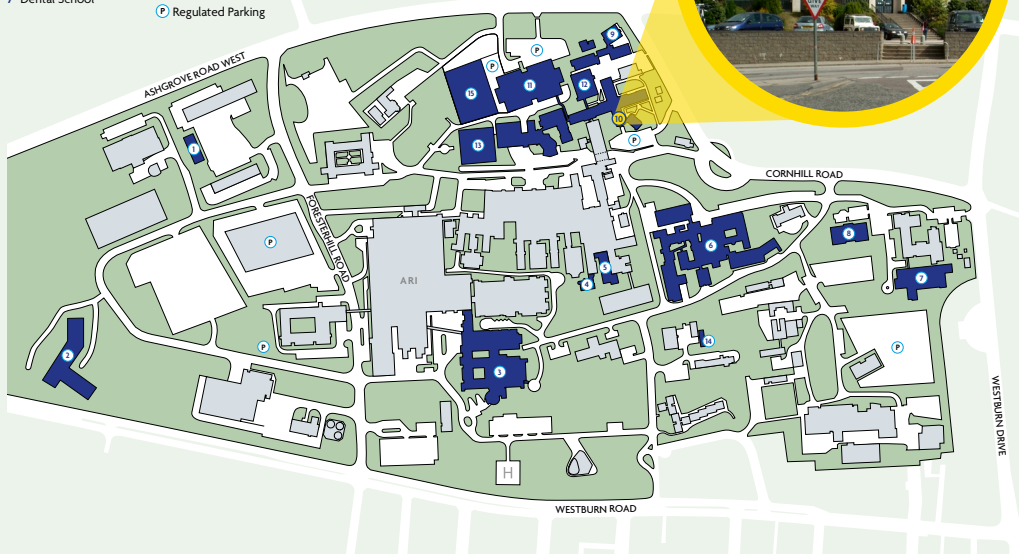 7 Dental School
P Regulated Parking
ASHGROVE ROAD WEST
9
P
P
15
11
12
10
P
13
1
CORNHILL ROAD
FORESTERHILL ROAD
P
6
8
5
4
7
ARI
14
P
2
P
3
WESTBURN DRIVE
H
WESTBURN ROAD